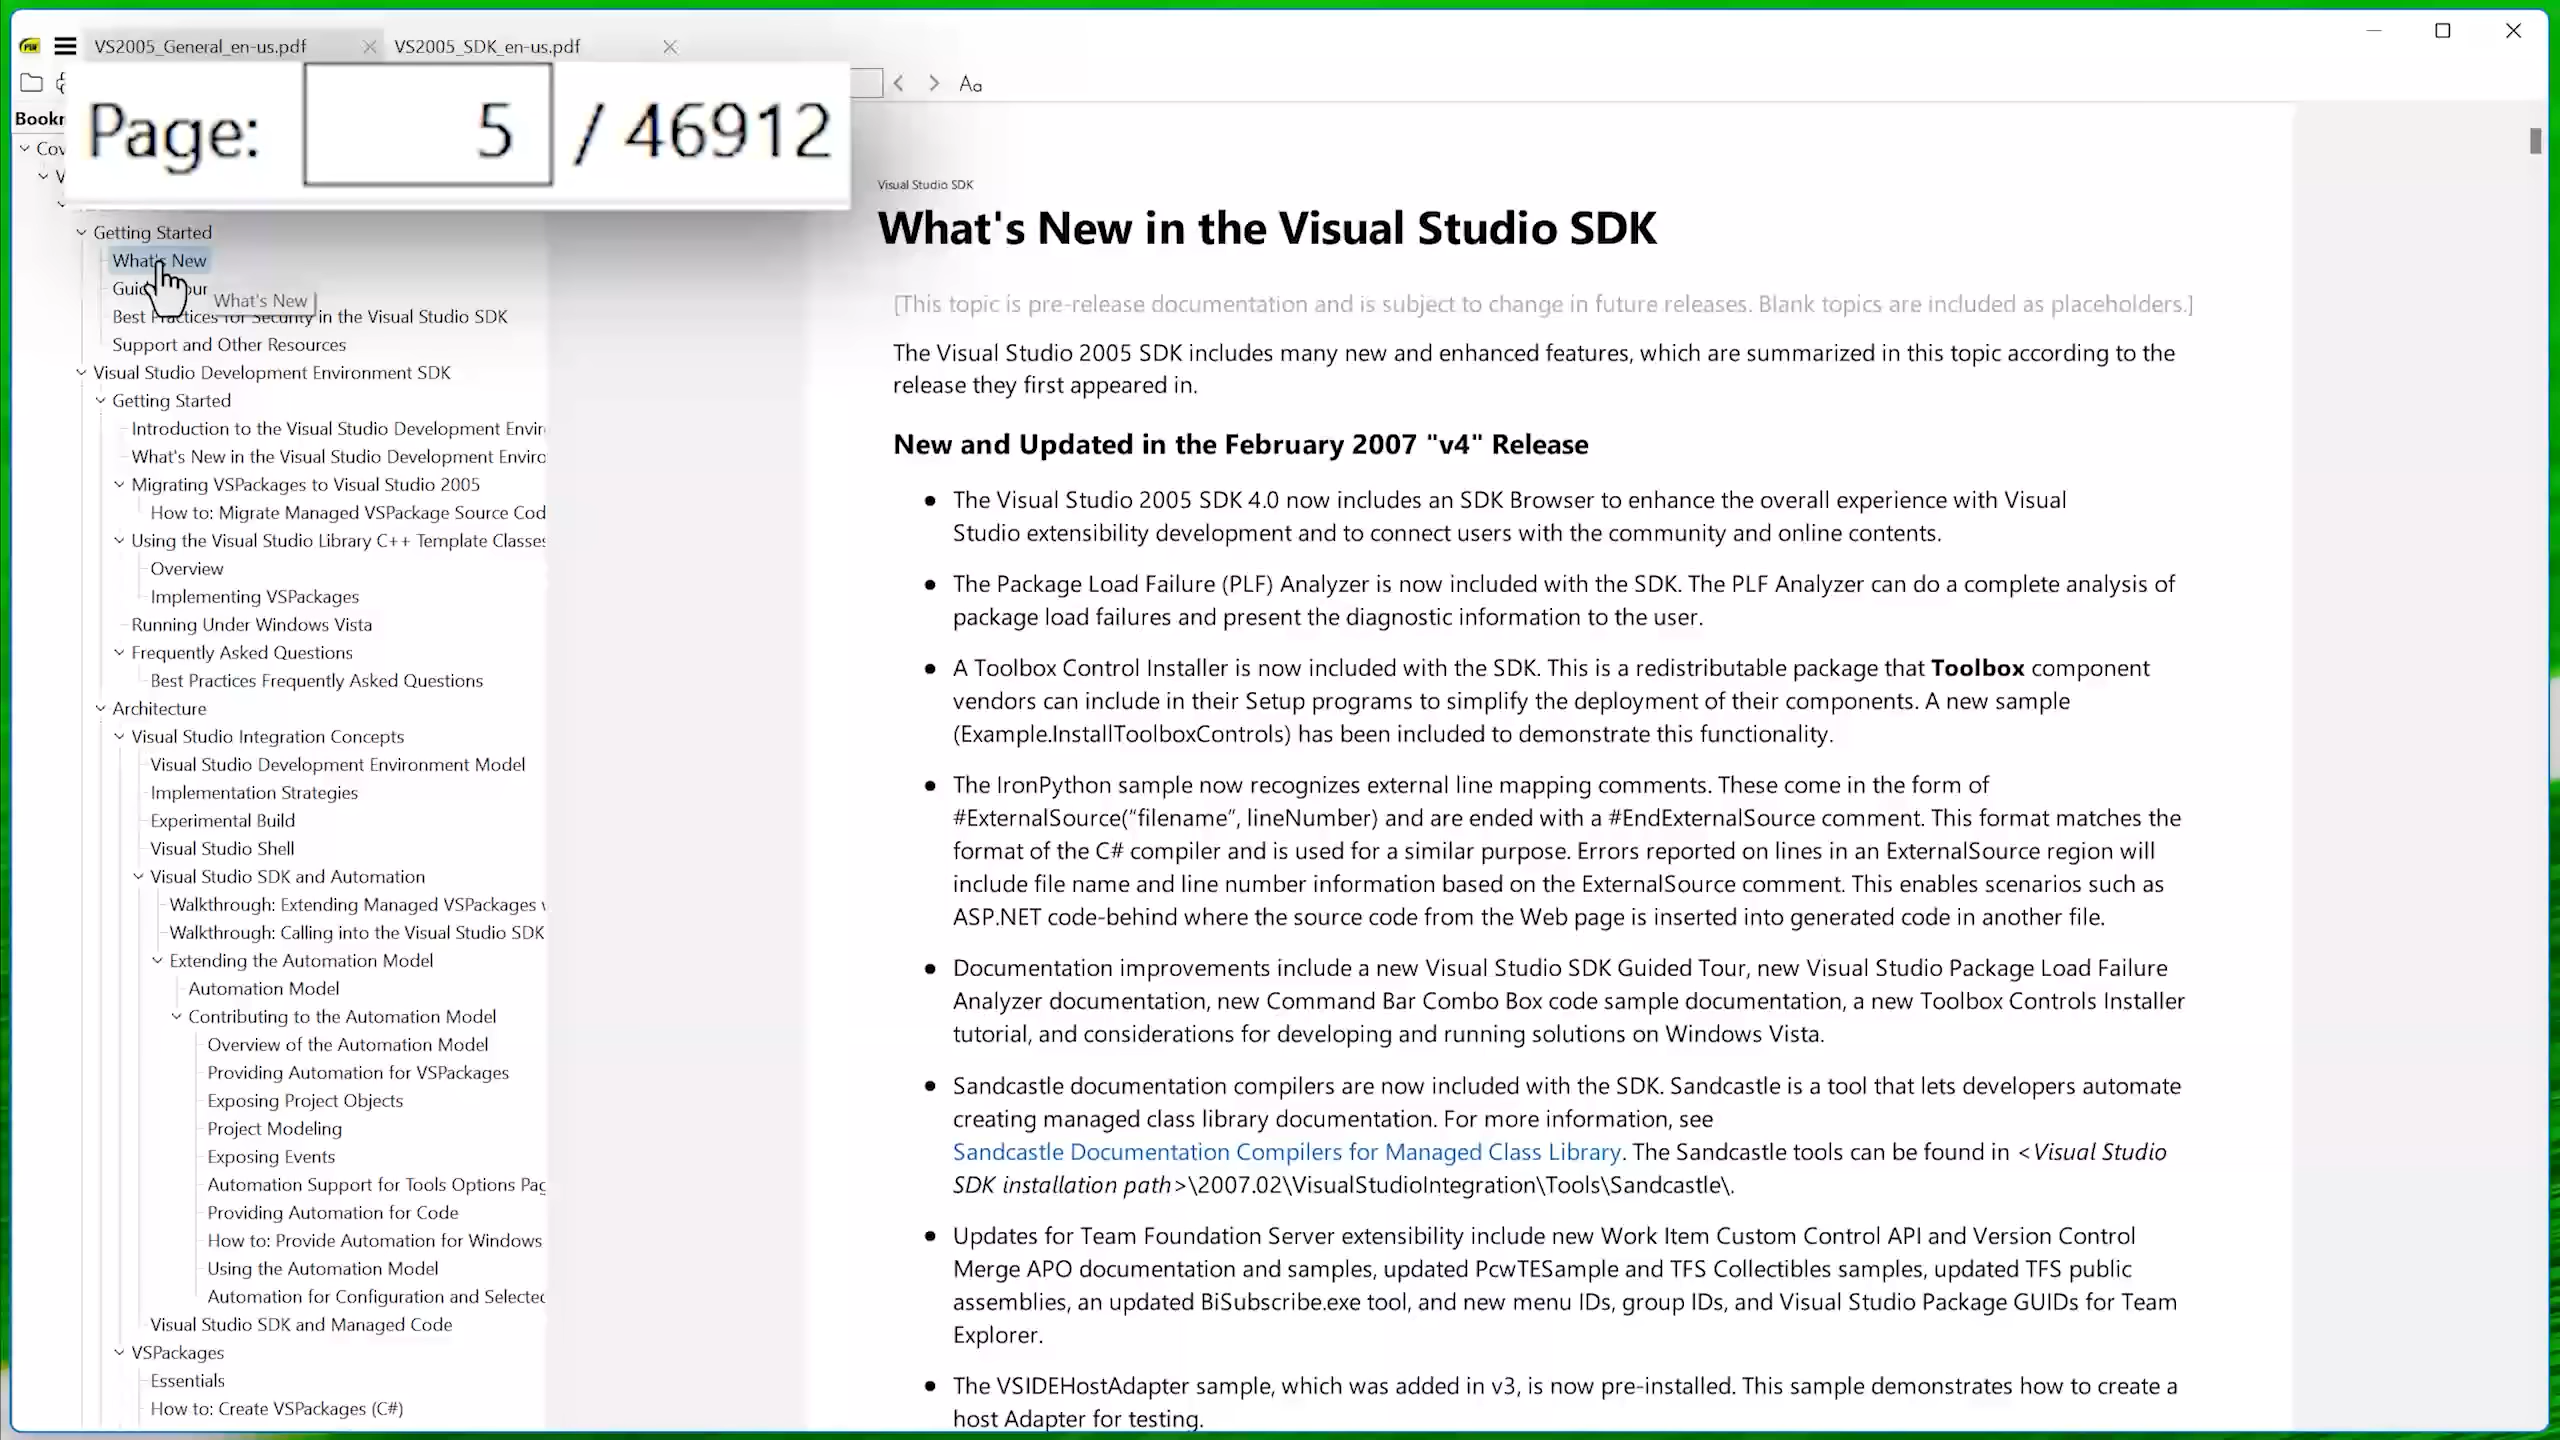 VS2005_General_en-us.pdf
VS2005_SDK_en-us.pdf
Page: 5 / 46912
Aa
What's New
Getting Started
What's New
Best Practices for Security in the Visual Studio SDK
Support and Other Resources
Visual Studio Development Environment SDK
Getting Started
Introduction to the Visual Studio Development Envir
What's New in the Visual Studio Development Enviro
Migrating VSPackages to Visual Studio 2005
How to: Migrate Managed VSPackage Source Cod
Using the Visual Studio Library C++ Template Classes
Overview
Implementing VSPackages
Running Under Windows Vista
Frequently Asked Questions
Best Practices Frequently Asked Questions
Architecture
Visual Studio Integration Concepts
Visual Studio Development Environment Model
Implementation Strategies
Experimental Build
Visual Studio Shell
Visual Studio SDK and Automation
Walkthrough: Extending Managed VSPackages
Walkthrough: Calling into the Visual Studio SDK
Extending the Automation Model
Automation Model
Contributing to the Automation Model
Overview of the Automation Model
Providing Automation for VSPackages
Exposing Project Objects
Project Modeling
Exposing Events
Automation Support for Tools Options Pag
Providing Automation for Code
How to: Provide Automation for Windows
Using the Automation Model
Automation for Configuration and Selected
Visual Studio SDK and Managed Code
VSPackages
Essentials
How to: Create VSPackages (C#)
Visual Studio SDK
What's New in the Visual Studio SDK
[This topic is pre-release documentation and is subject to change in future releases. Blank topics are included as placeholders.]
The Visual Studio 2005 SDK includes many new and enhanced features, which are summarized in this topic according to the
release they first appeared in.
New and Updated in the February 2007 "v4" Release
● The Visual Studio 2005 SDK 4.0 now includes an SDK Browser to enhance the overall experience with Visual
Studio extensibility development and to connect users with the community and online contents.
● The Package Load Failure (PLF) Analyzer is now included with the SDK. The PLF Analyzer can do a complete analysis of
package load failures and present the diagnostic information to the user.
● A Toolbox Control Installer is now included with the SDK. This is a redistributable package that Toolbox component
vendors can include in their Setup programs to simplify the deployment of their components. A new sample
(Example.InstallToolboxControls) has been included to demonstrate this functionality.
● The IronPython sample now recognizes external line mapping comments. These come in the form of
#ExternalSource(“filename”, lineNumber) and are ended with a #EndExternalSource comment. This format matches the
format of the C# compiler and is used for a similar purpose. Errors reported on lines in an ExternalSource region will
include file name and line number information based on the ExternalSource comment. This enables scenarios such as
ASP.NET code-behind where the source code from the Web page is inserted into generated code in another file.
● Documentation improvements include a new Visual Studio SDK Guided Tour, new Visual Studio Package Load Failure
Analyzer documentation, new Command Bar Combo Box code sample documentation, a new Toolbox Controls Installer
tutorial, and considerations for developing and running solutions on Windows Vista.
● Sandcastle documentation compilers are now included with the SDK. Sandcastle is a tool that lets developers automate
creating managed class library documentation. For more information, see
Sandcastle Documentation Compilers for Managed Class Library. The Sandcastle tools can be found in <Visual Studio
SDK installation path>\2007.02\VisualStudioIntegration\Tools\Sandcastle\.
● Updates for Team Foundation Server extensibility include new Work Item Custom Control API and Version Control
Merge APO documentation and samples, updated PcwTESample and TFS Collectibles samples, updated TFS public
assemblies, an updated BiSubscribe.exe tool, and new menu IDs, group IDs, and Visual Studio Package GUIDs for Team
Explorer.
● The VSIDEHostAdapter sample, which was added in v3, is now pre-installed. This sample demonstrates how to create a
host Adapter for testing.